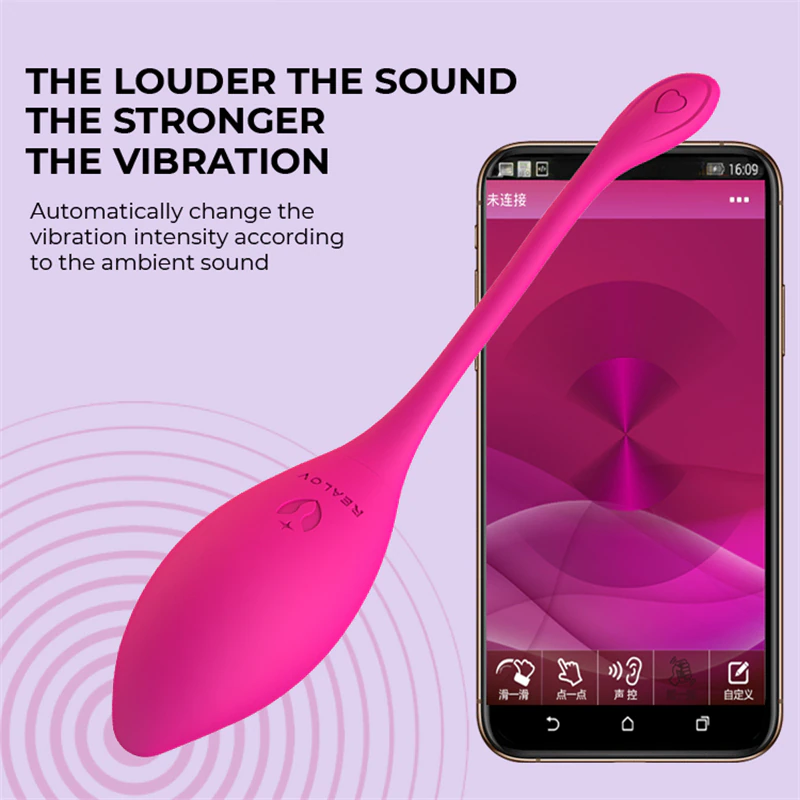 THE LOUDER THE SOUND
THE STRONGER
THE VIBRATION
Automatically change the
vibration intensity according
to the ambient sound
16:09
未连接
REALOV
滑一滑
点一点
声控
自定义